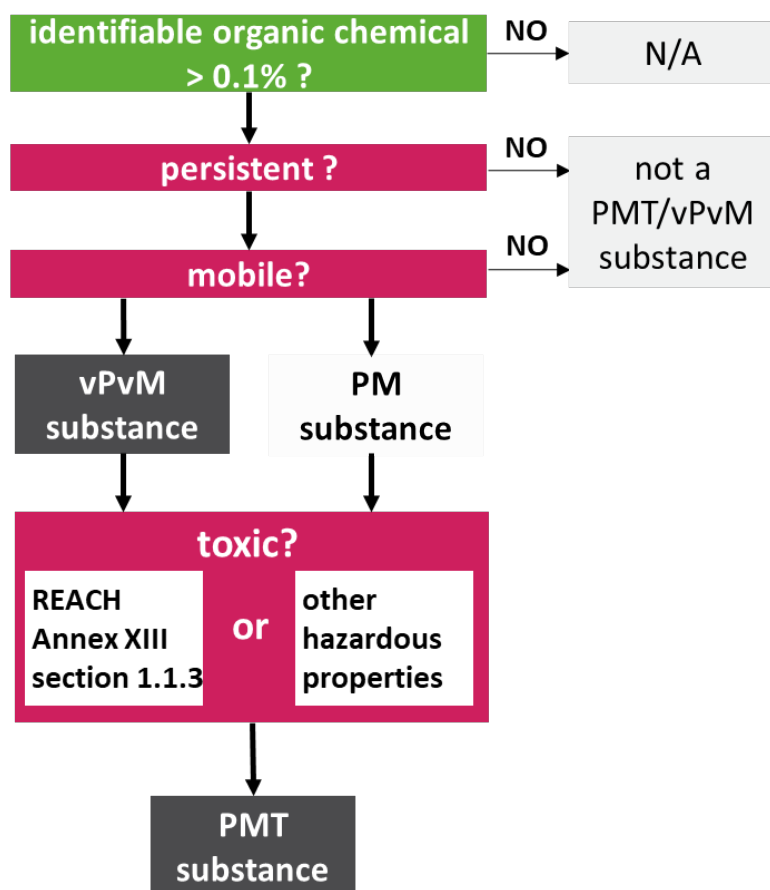 identifiable organic chemical
> 0.1% ?
NO
N/A
persistent ?
NO
not a
PMT/vPvM
substance
mobile?
NO
vPvM
substance
PM
substance
toxic?
REACH
Annex XIII
section 1.1.3
or
other
hazardous
properties
PMT
substance